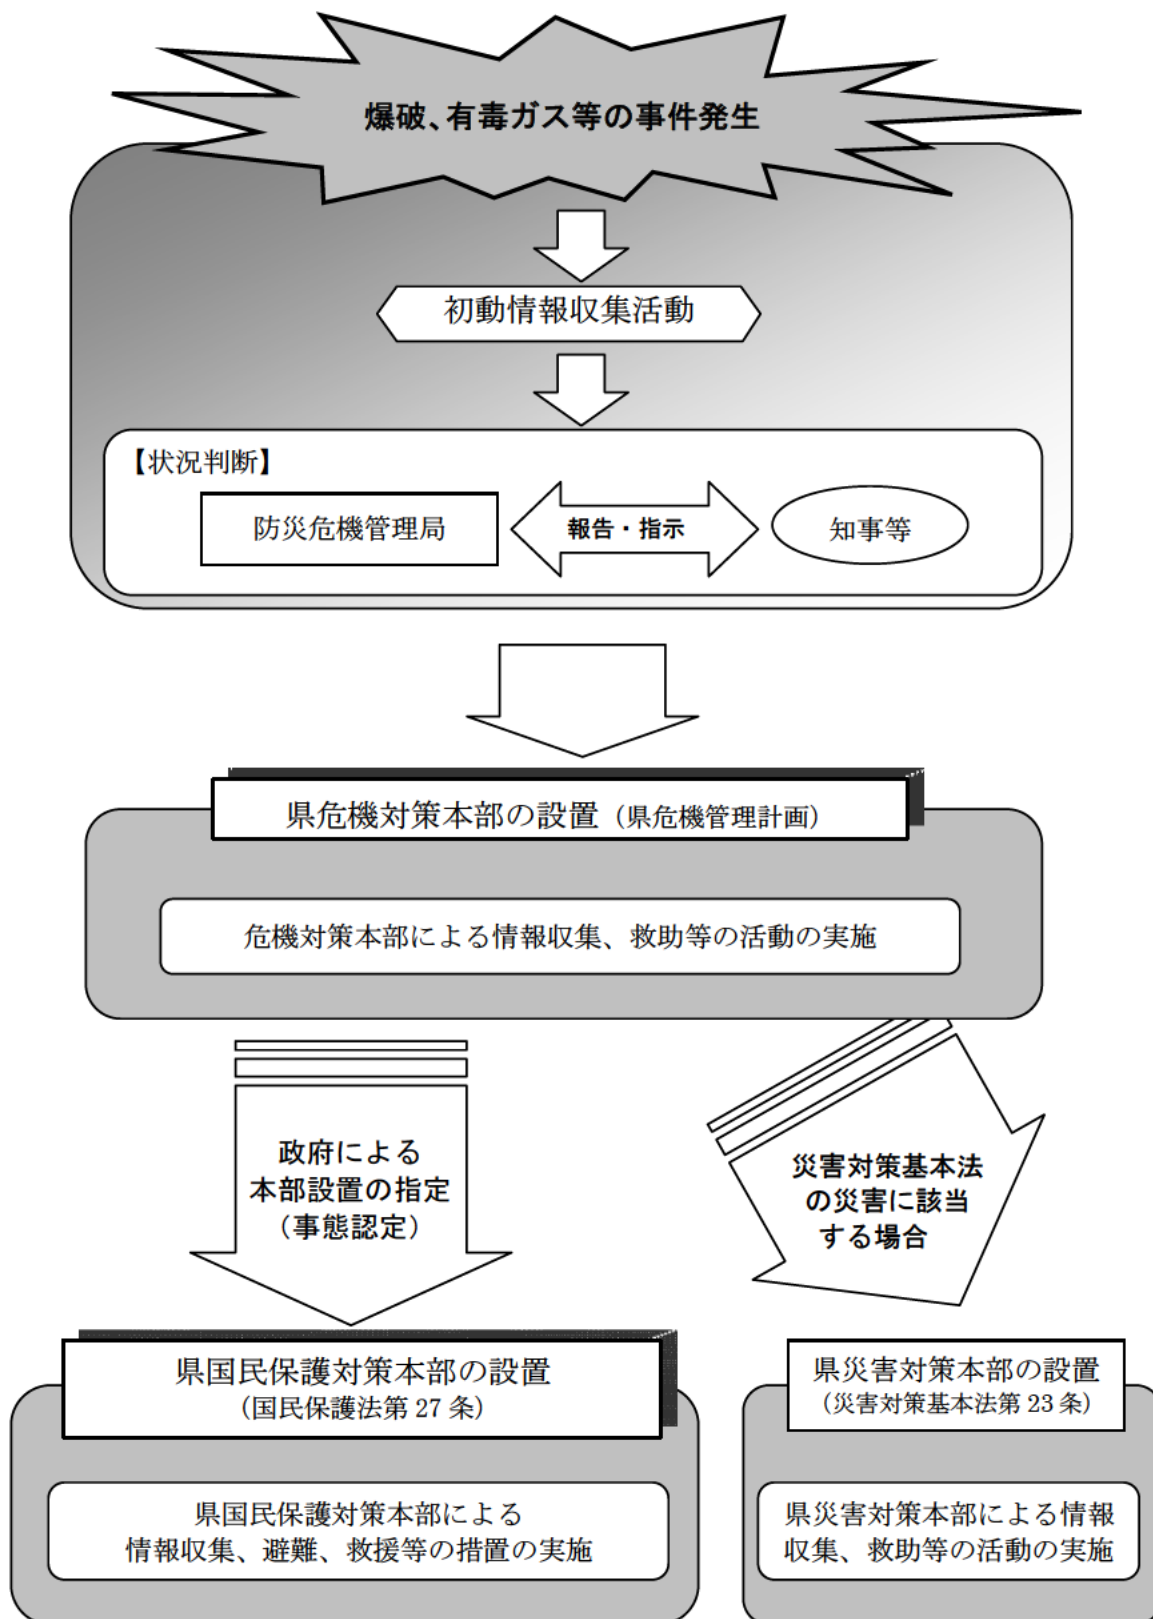 爆破、有毒ガス等の事件発生
初動情報収集活動
【状況判断】
防災危機管理局
報告・指示
知事等
県危機対策本部の設置（県危機管理計画）
危機対策本部による情報収集、救助等の活動の実施
政府による
本部設置の指定
（事態認定）
災害対策基本法
の災害に該当
する場合
県国民保護対策本部の設置
（国民保護法第 27 条）
県国民保護対策本部による
情報収集、避難、救援等の措置の実施
県災害対策本部の設置
（災害対策基本法第 23 条）
県災害対策本部による情報
収集、救助等の活動の実施